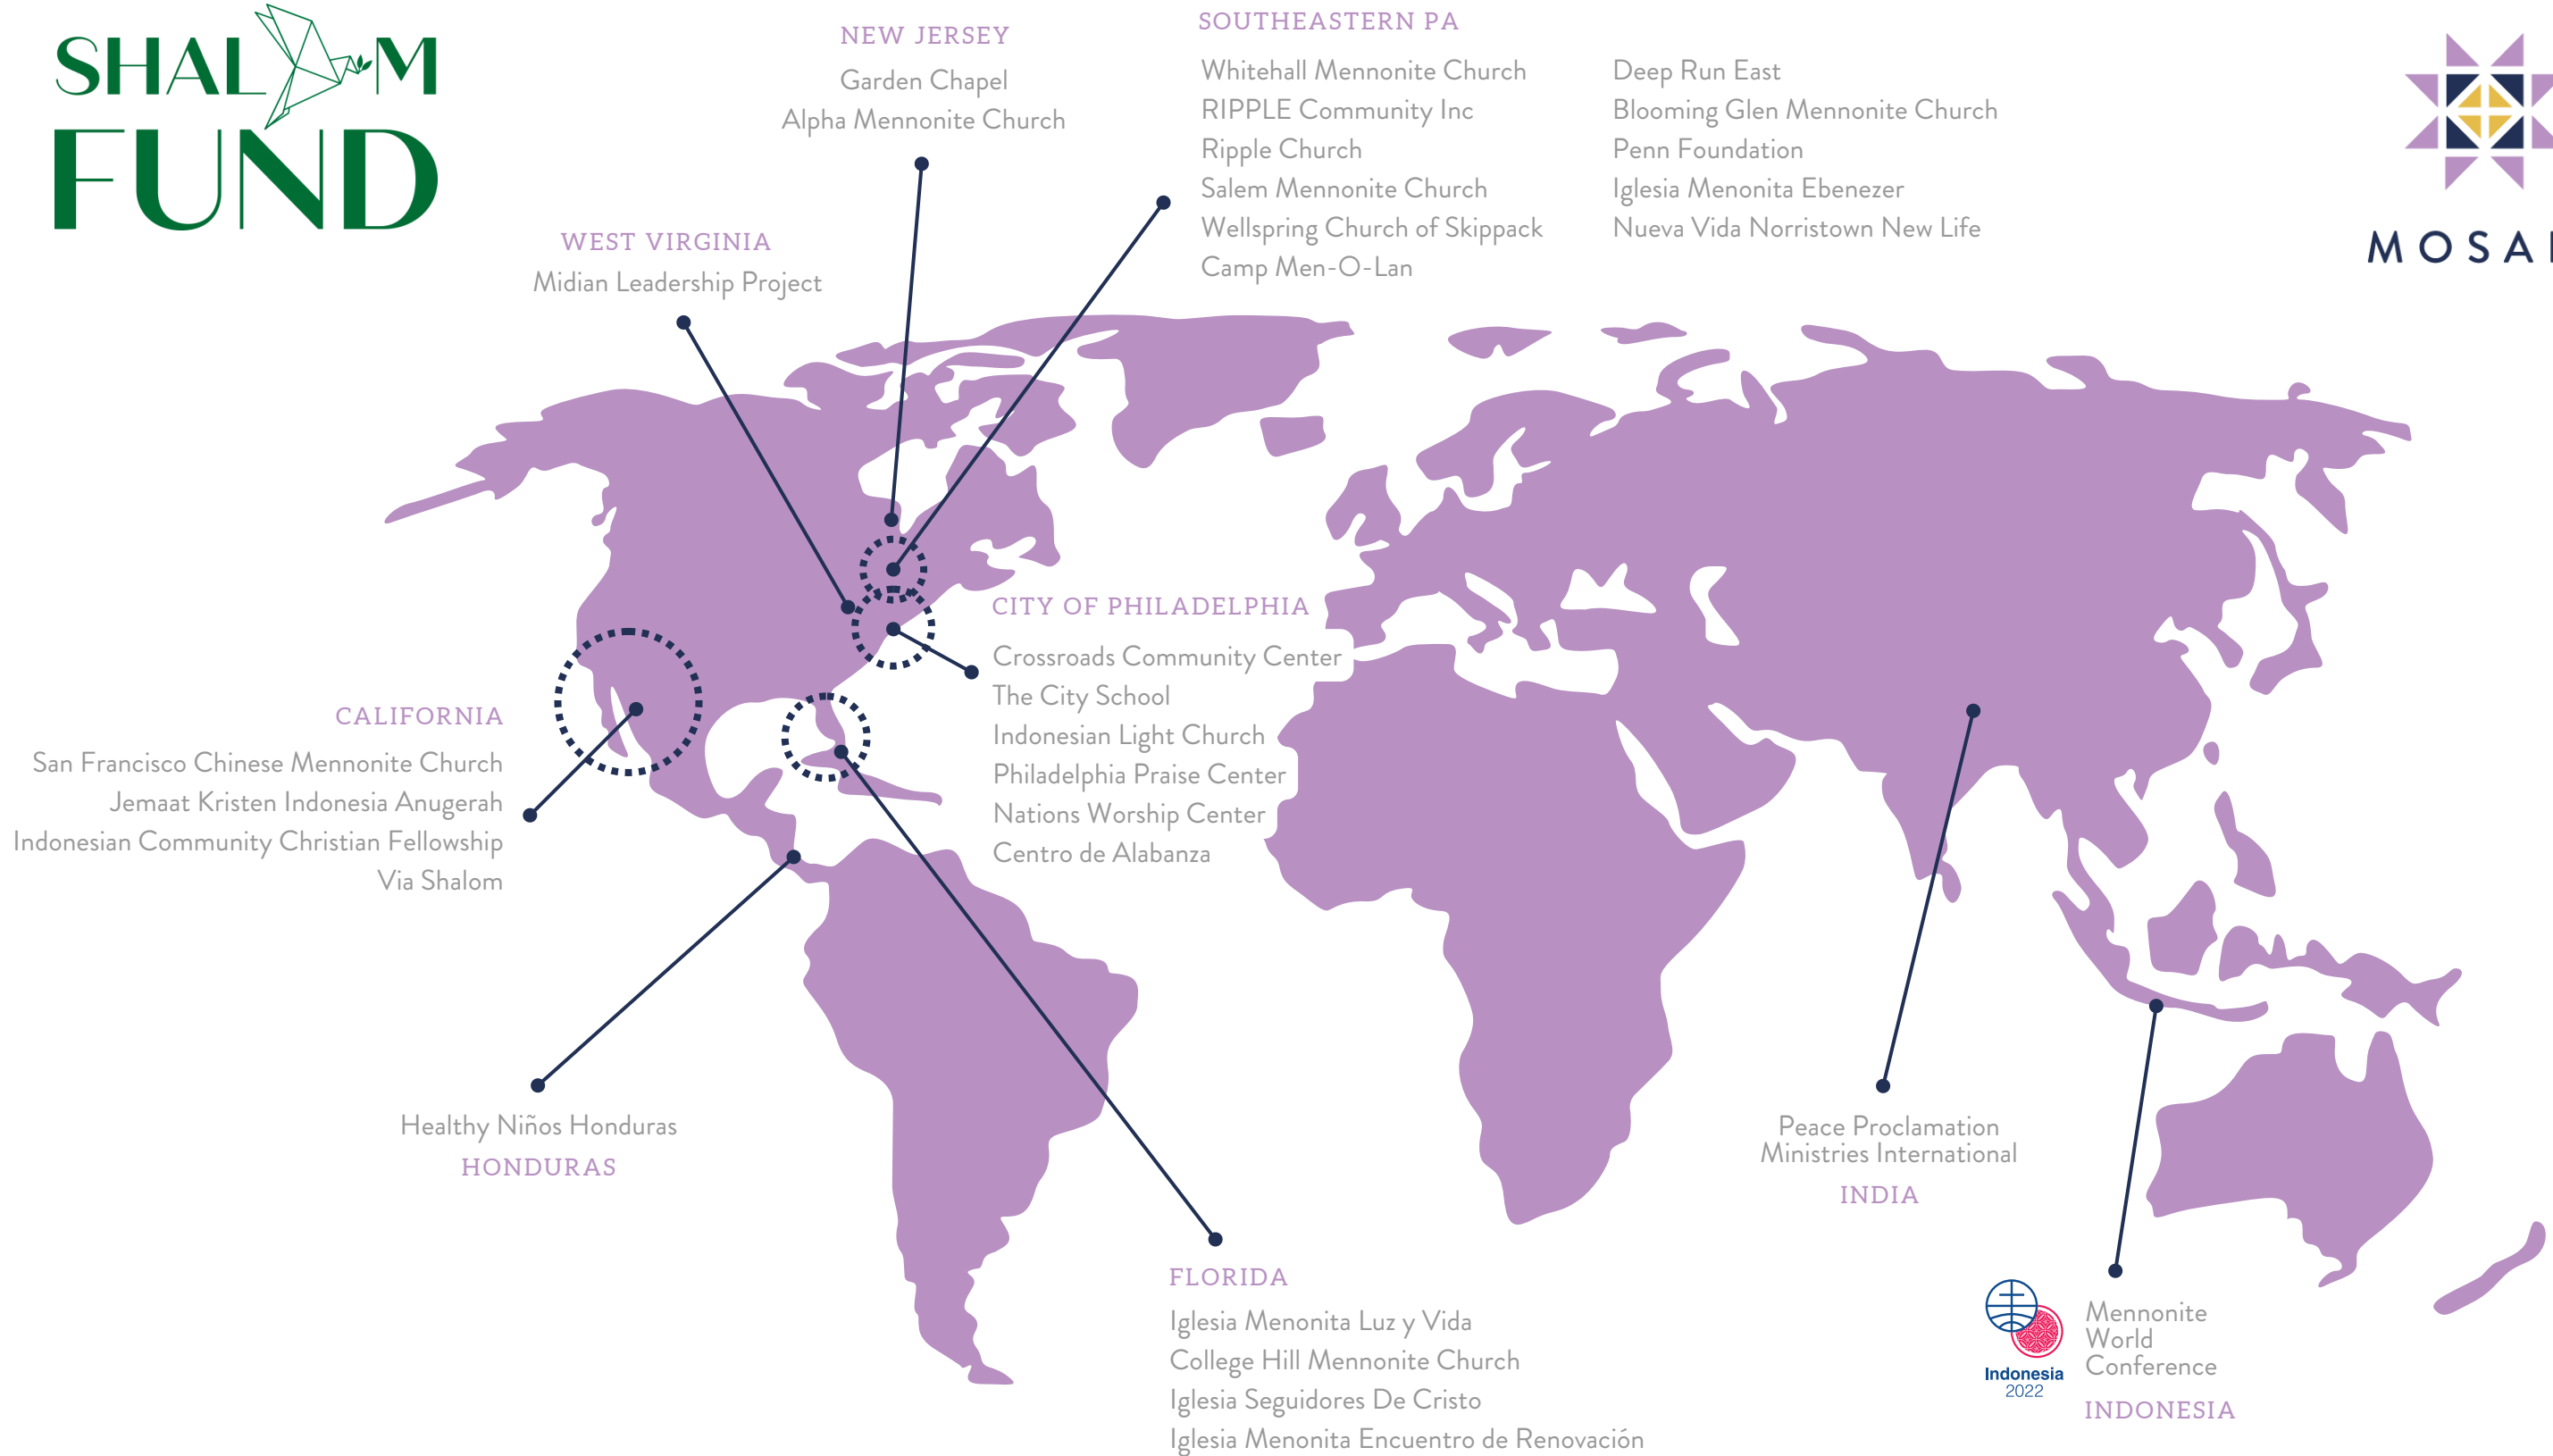 SHALOM
FUND
NEW JERSEY
Garden Chapel
Alpha Mennonite Church
SOUTHEASTERN PA
Whitehall Mennonite Church
RIPPLE Community Inc
Ripple Church
Salem Mennonite Church
Wellspring Church of Skippack
Camp Men-O-Lan
Deep Run East
Blooming Glen Mennonite Church
Penn Foundation
Iglesia Menonita Ebenezer
Nueva Vida Norristown New Life
MOSAI
WEST VIRGINIA
Midian Leadership Project
CITY OF PHILADELPHIA
Crossroads Community Center
The City School
Indonesian Light Church
Philadelphia Praise Center
Nations Worship Center
Centro de Alabanza
CALIFORNIA
San Francisco Chinese Mennonite Church
Jemaat Kristen Indonesia Anugerah
Indonesian Community Christian Fellowship
Via Shalom
Healthy Niños Honduras
HONDURAS
FLORIDA
Iglesia Menonita Luz y Vida
College Hill Mennonite Church
Iglesia Seguidores De Cristo
Iglesia Menonita Encuentro de Renovación
Peace Proclamation
Ministries International
INDIA
Indonesia
2022
Mennonite
World
Conference
INDONESIA